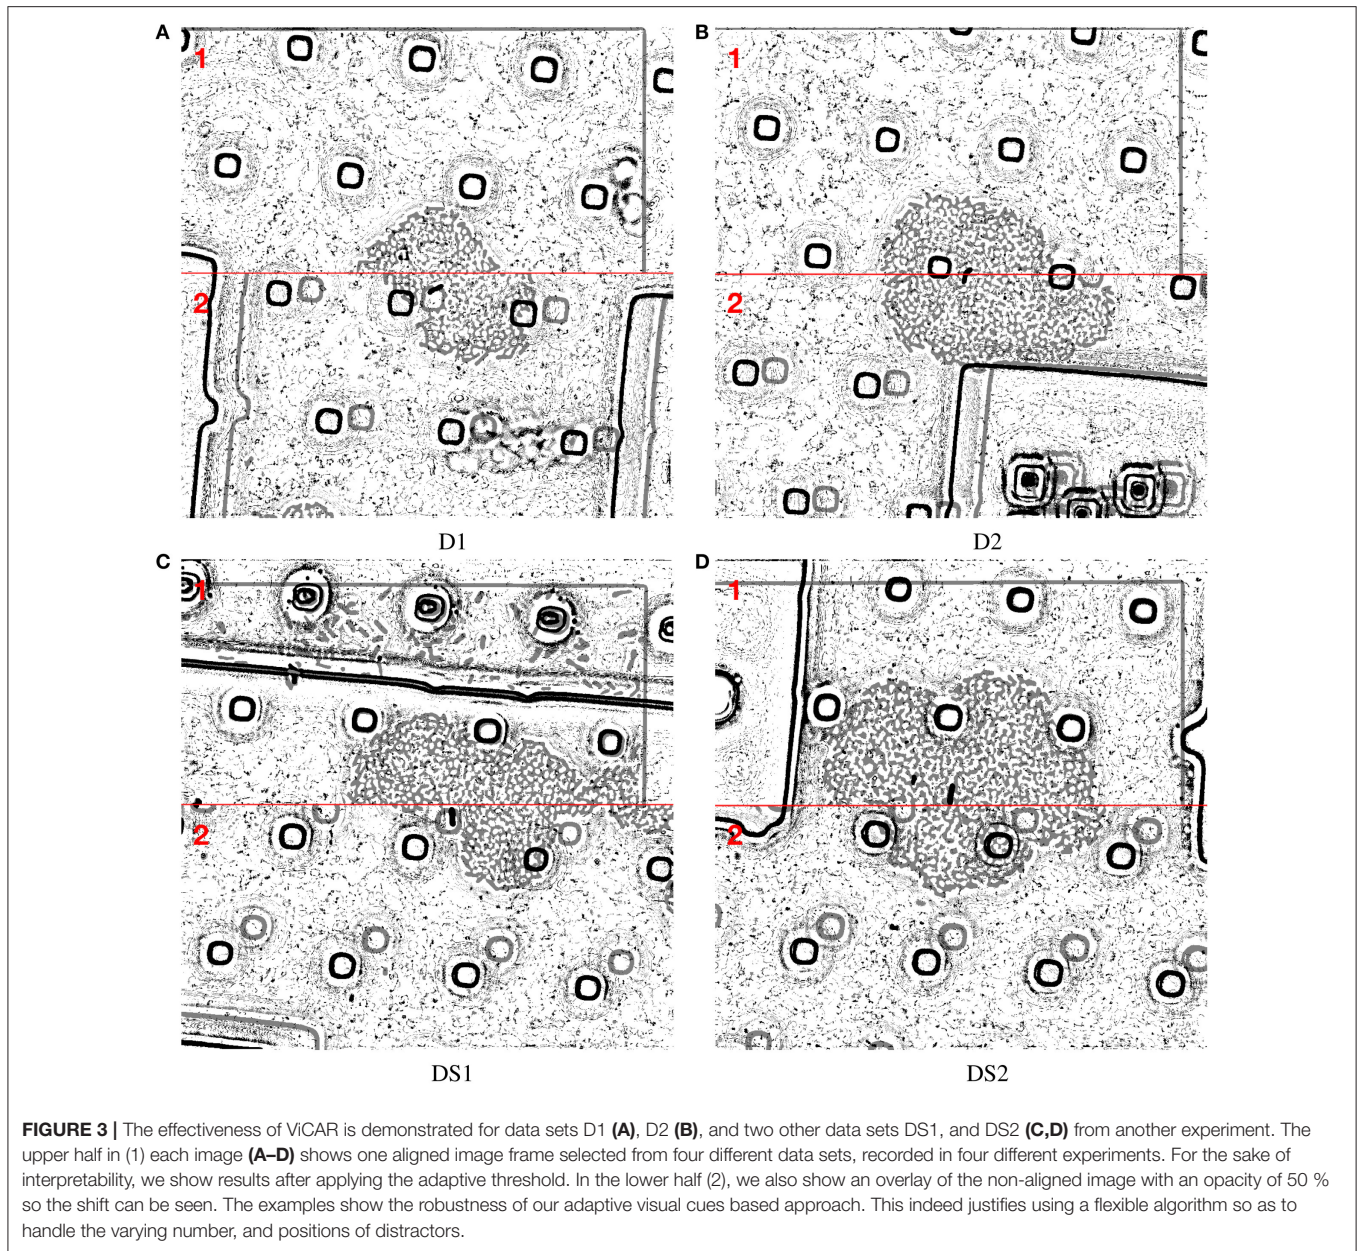 A
B
1
1
2
2
D1
D2
C
D
1
1
2
2
DS1
DS2
FIGURE 3 | The effectiveness of ViCAR is demonstrated for data sets D1 (A), D2 (B), and two other data sets DS1, and DS2 (C,D) from another experiment. The
upper half in (1) each image (A–D) shows one aligned image frame selected from four different data sets, recorded in four different experiments. For the sake of
interpretability, we show results after applying the adaptive threshold. In the lower half (2), we also show an overlay of the non-aligned image with an opacity of 50 %
so the shift can be seen. The examples show the robustness of our adaptive visual cues based approach. This indeed justifies using a flexible algorithm so as to
handle the varying number, and positions of distractors.